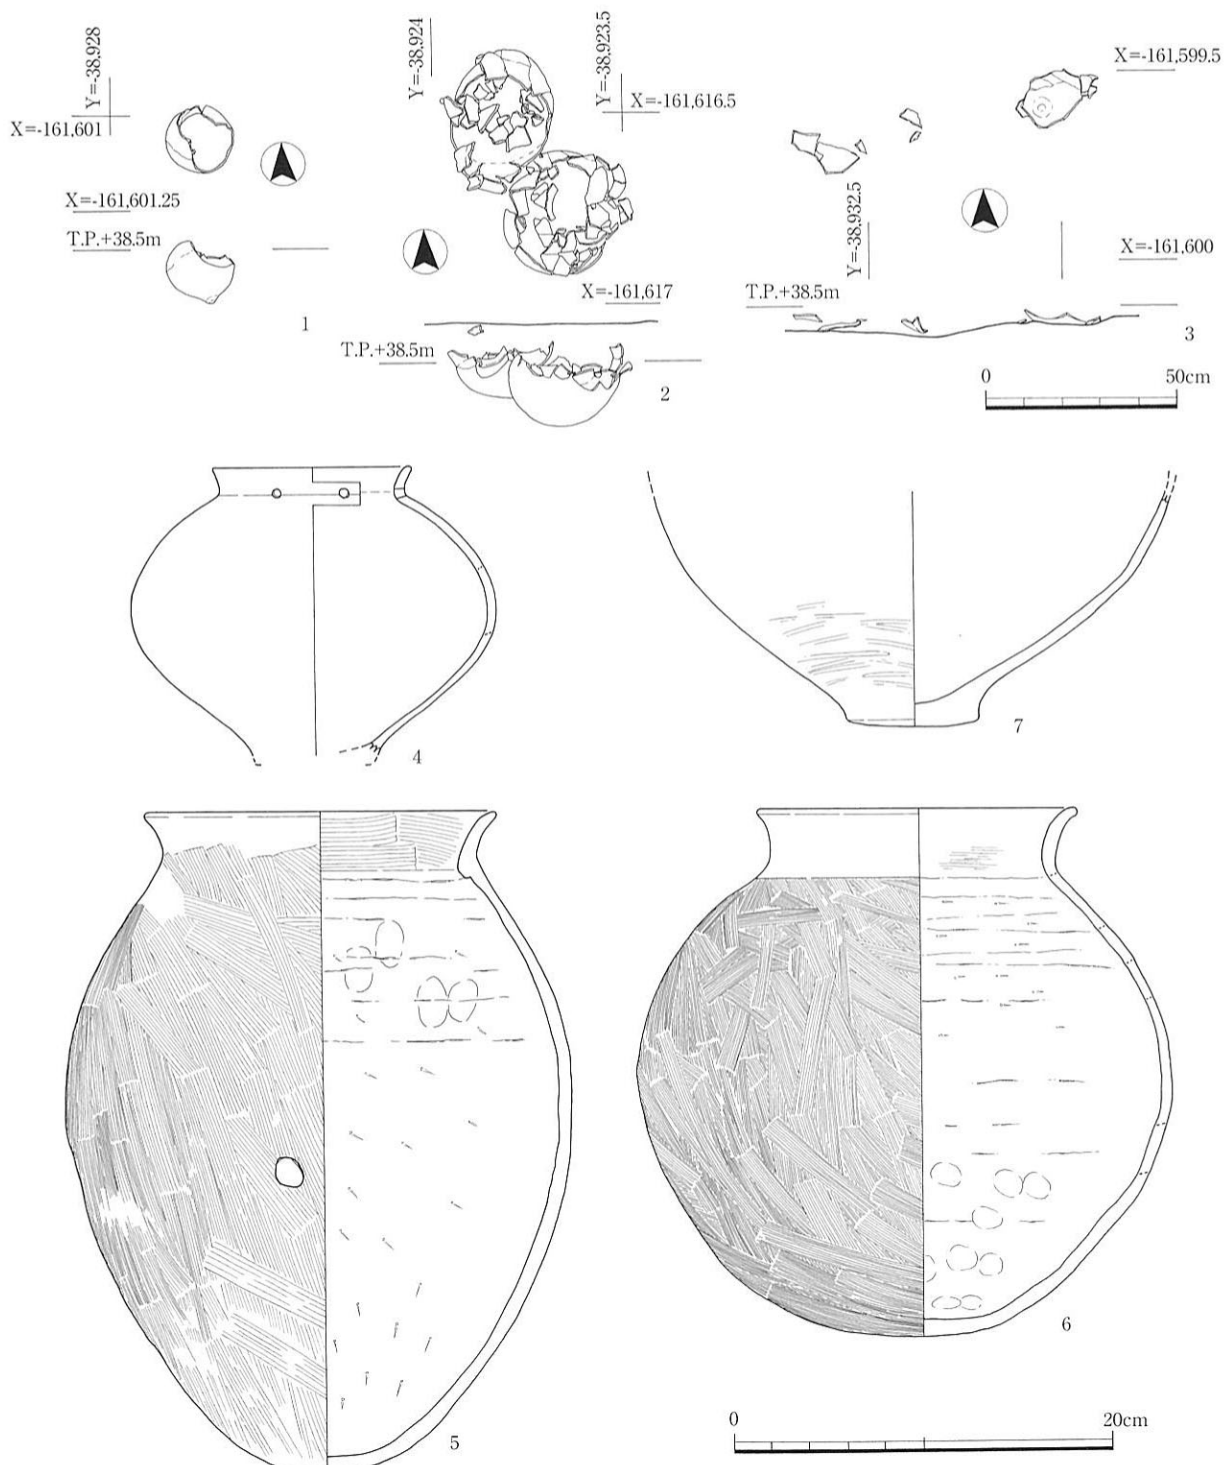 Y=-38.928
X=-161,601
X=-161,601.25
T.P.+38.5m
1
Y=-38.924
Y=-38.923.5
X=-161,616.5
X=-161,617
T.P.+38.5m
2
X=-161,599.5
Y=-38.932.5
X=-161,600
T.P.+38.5m
3
0 50cm
4
7
5
6
0 20cm